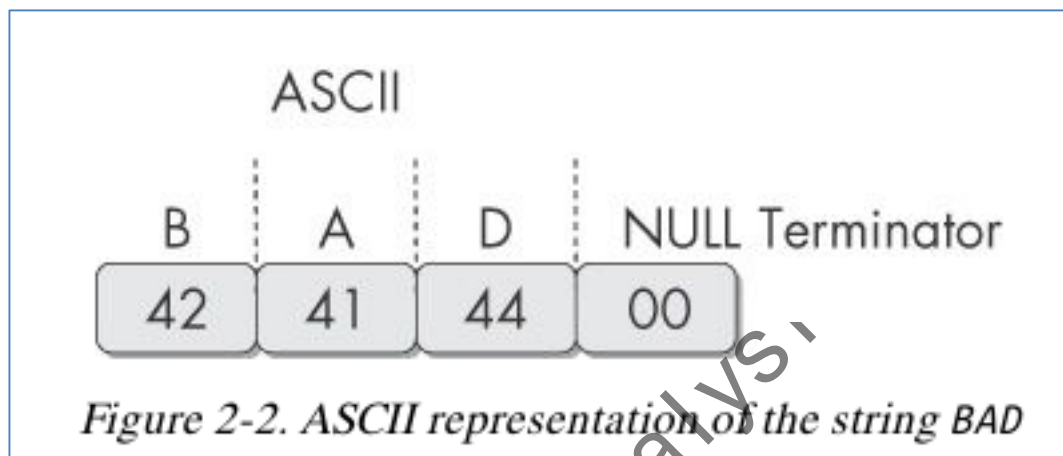 ASCII
B A D NULL Terminator
42 41 44 00
Figure 2-2. ASCII representation of the string BAD